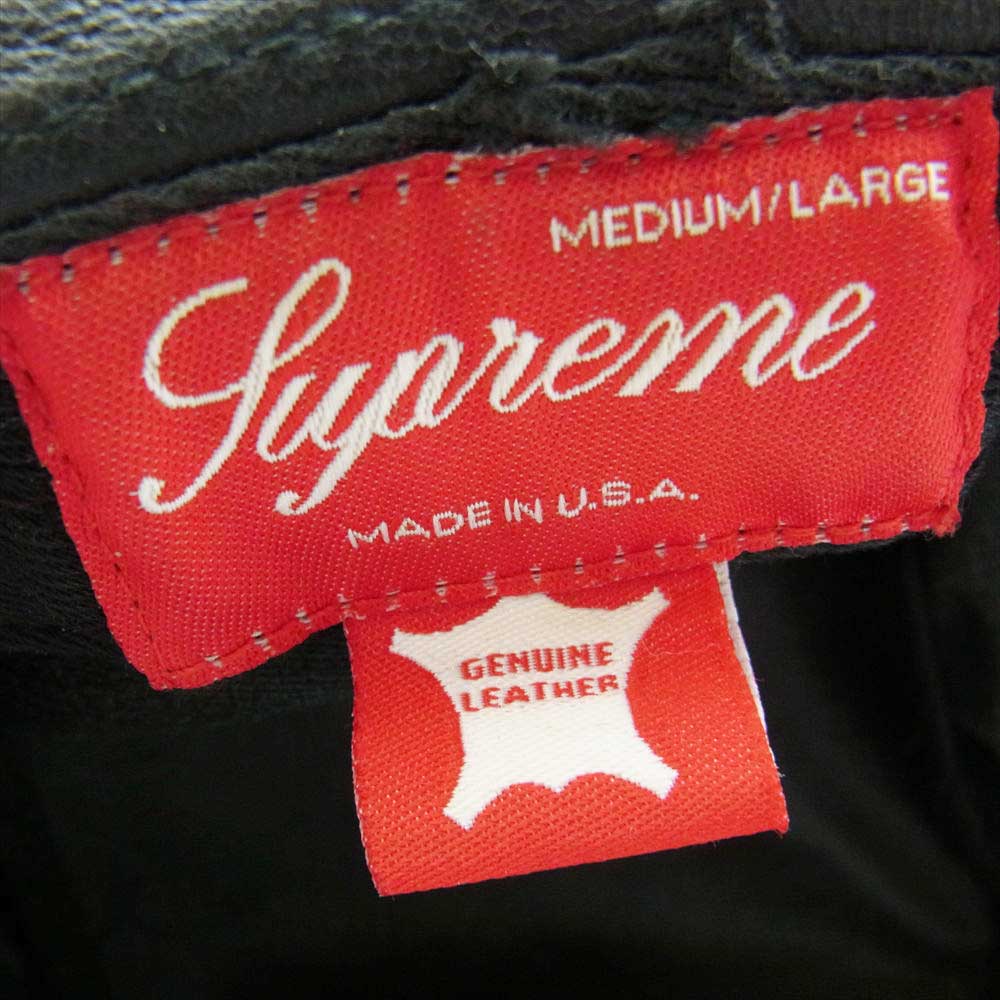 MEDIUM/LARGE
Supreme
MADE IN U.S.A.
GENUINE
LEATHER